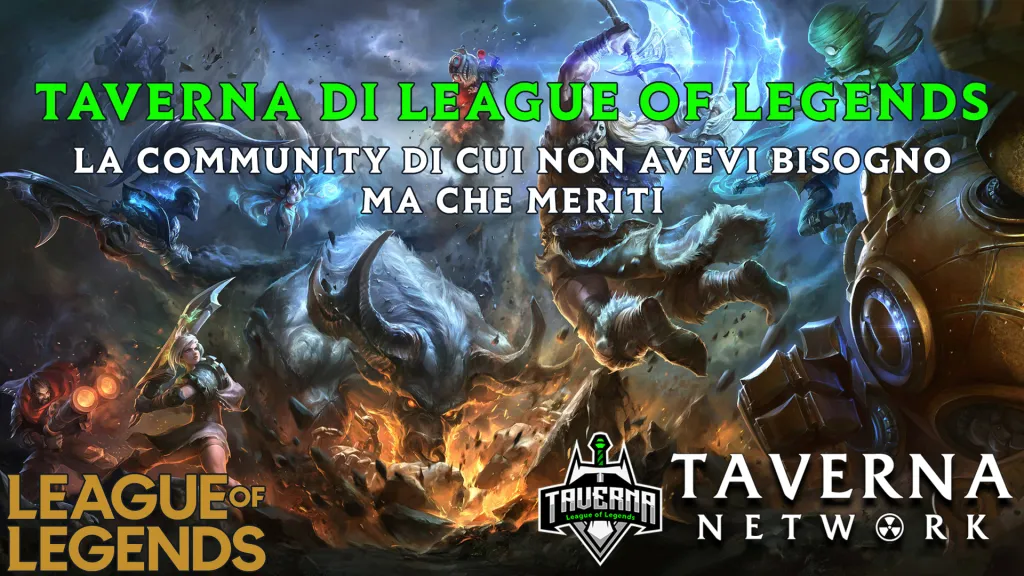 TAVERNA DI LEAGUE OF LEGENDS
LA COMMUNITY DI CUI NON AVEVI BISOGNO
MA CHE MERITI
LEAGUE OF
LEGENDS
TAVERNA
League of Legends
TAVERNA
NETWORK